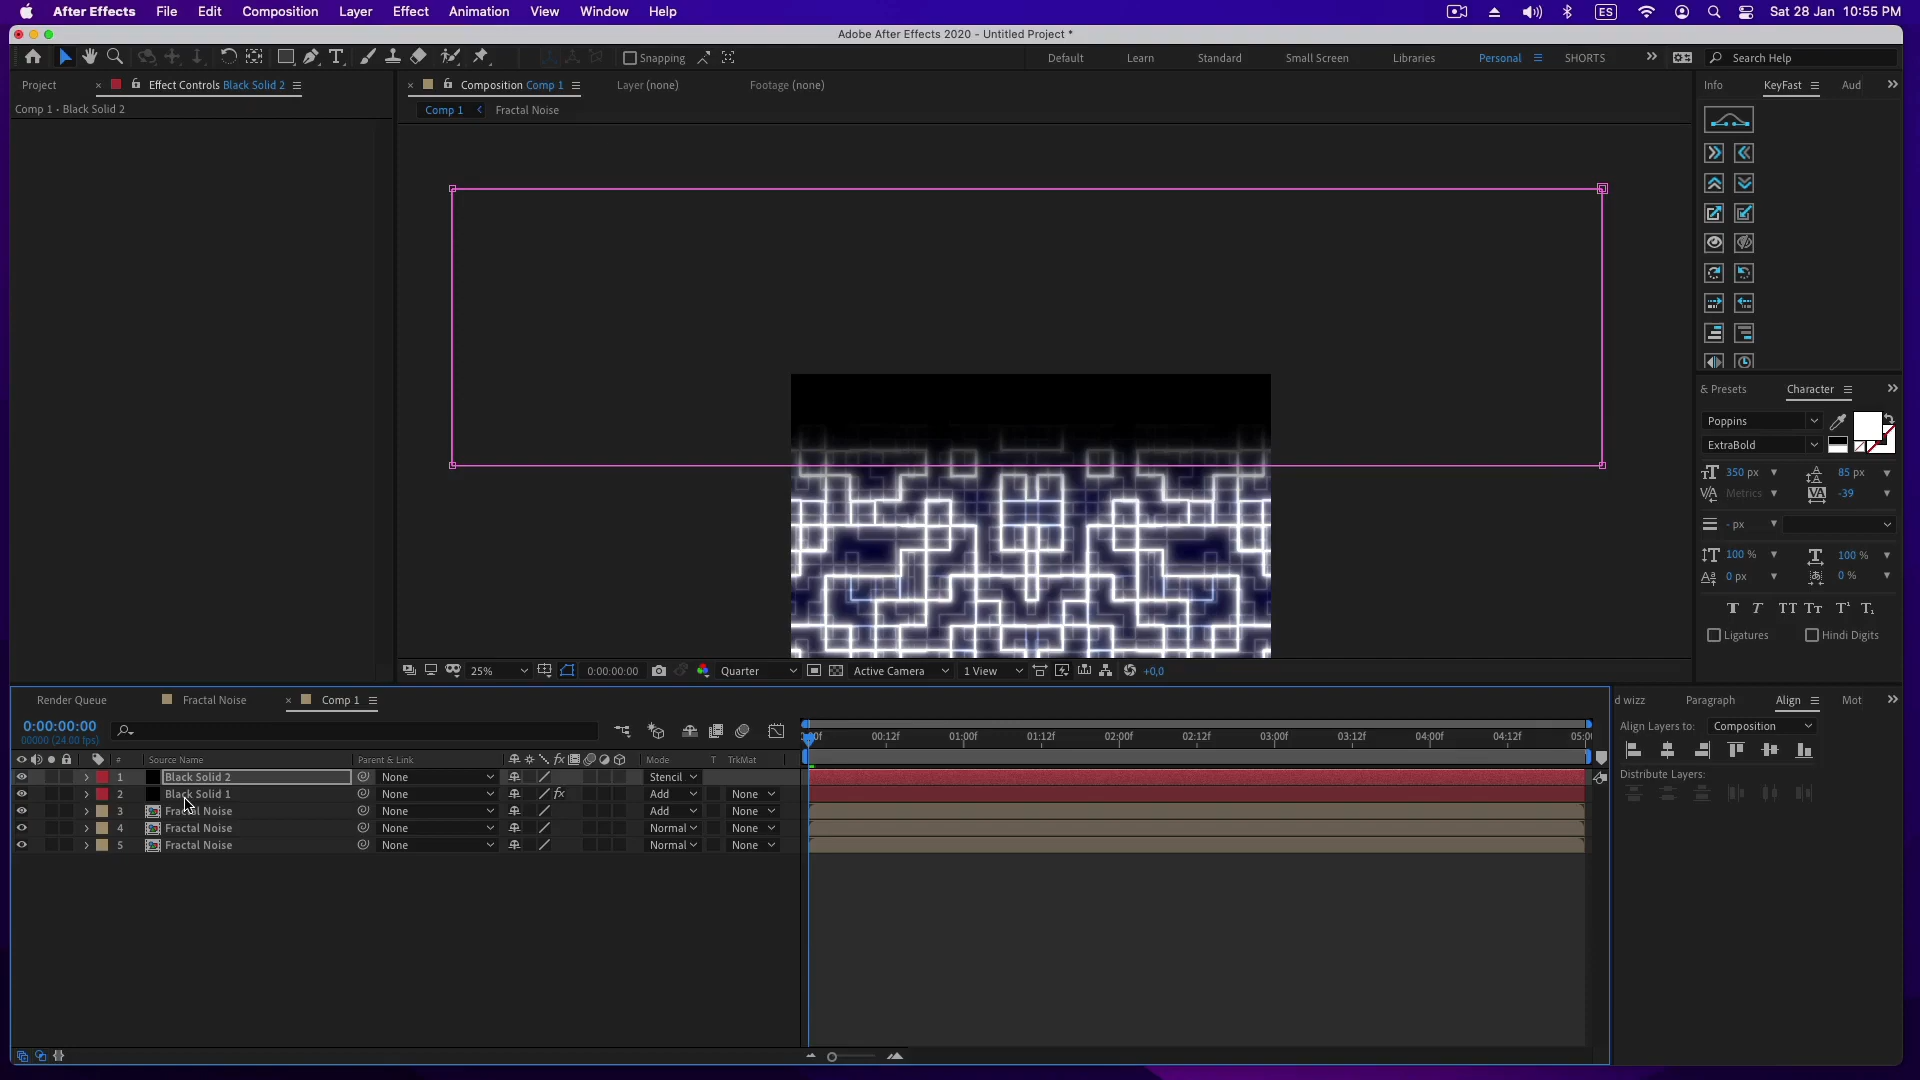 After Effects File Edit Composition Layer Effect Animation View Window Help ES Sat 28 Jan 10:55 PM
Adobe After Effects 2020 - Untitled Project *
Snapping Default Learn Standard Small Screen Libraries Personal SHORTS Search Help
Project Effect Controls Black Solid 2 Composition Comp 1 Layer (none) Footage (none) Info KeyFast Aud
Comp 1 • Black Solid 2
Comp 1 Fractal Noise
& Presets Character
Poppins
ExtraBold
350 px 85 px
Metrics -39
- px
100 % 100 %
0 px 0 %
T T TT Tт T¹ T₁
Ligatures Hindi Digits
25% 0:00:00:00 Quarter Active Camera 1 View +0,0
Render Queue Fractal Noise Comp 1 d wizz Paragraph Align Mot
0:00:00:00
00000 (24.00 fps)
Align Layers to: Composition
00:12f 01:00f 01:12f 02:00f 02:12f 03:00f 03:12f 04:00f 04:12f
# Source Name Parent & Link Mode T TrkMat
Distribute Layers:
1 Black Solid 2 None Stencil
2 Black Solid 1 None fx Add None
3 Fractal Noise None Add None
4 Fractal Noise None Normal None
5 Fractal Noise None Normal None